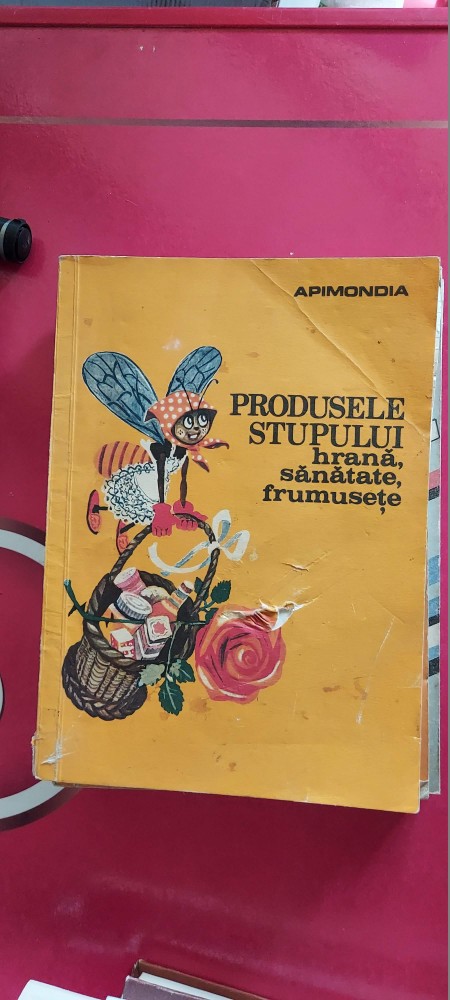 APIMONDIA
PRODUSELE
STUPULUI
hrană,
sănătate,
frumusețe